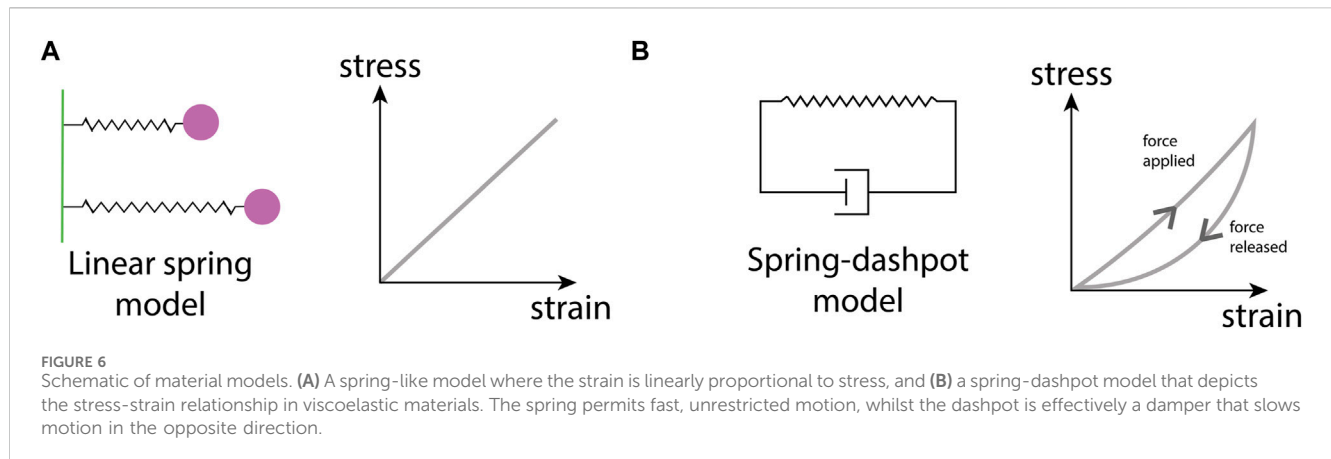 A
stress
strain
Linear spring
model
B
Spring-dashpot
model
stress
force
applied
force
released
strain
FIGURE 6
Schematic of material models. (A) A spring-like model where the strain is linearly proportional to stress, and (B) a spring-dashpot model that depicts
the stress-strain relationship in viscoelastic materials. The spring permits fast, unrestricted motion, whilst the dashpot is effectively a damper that slows
motion in the opposite direction.